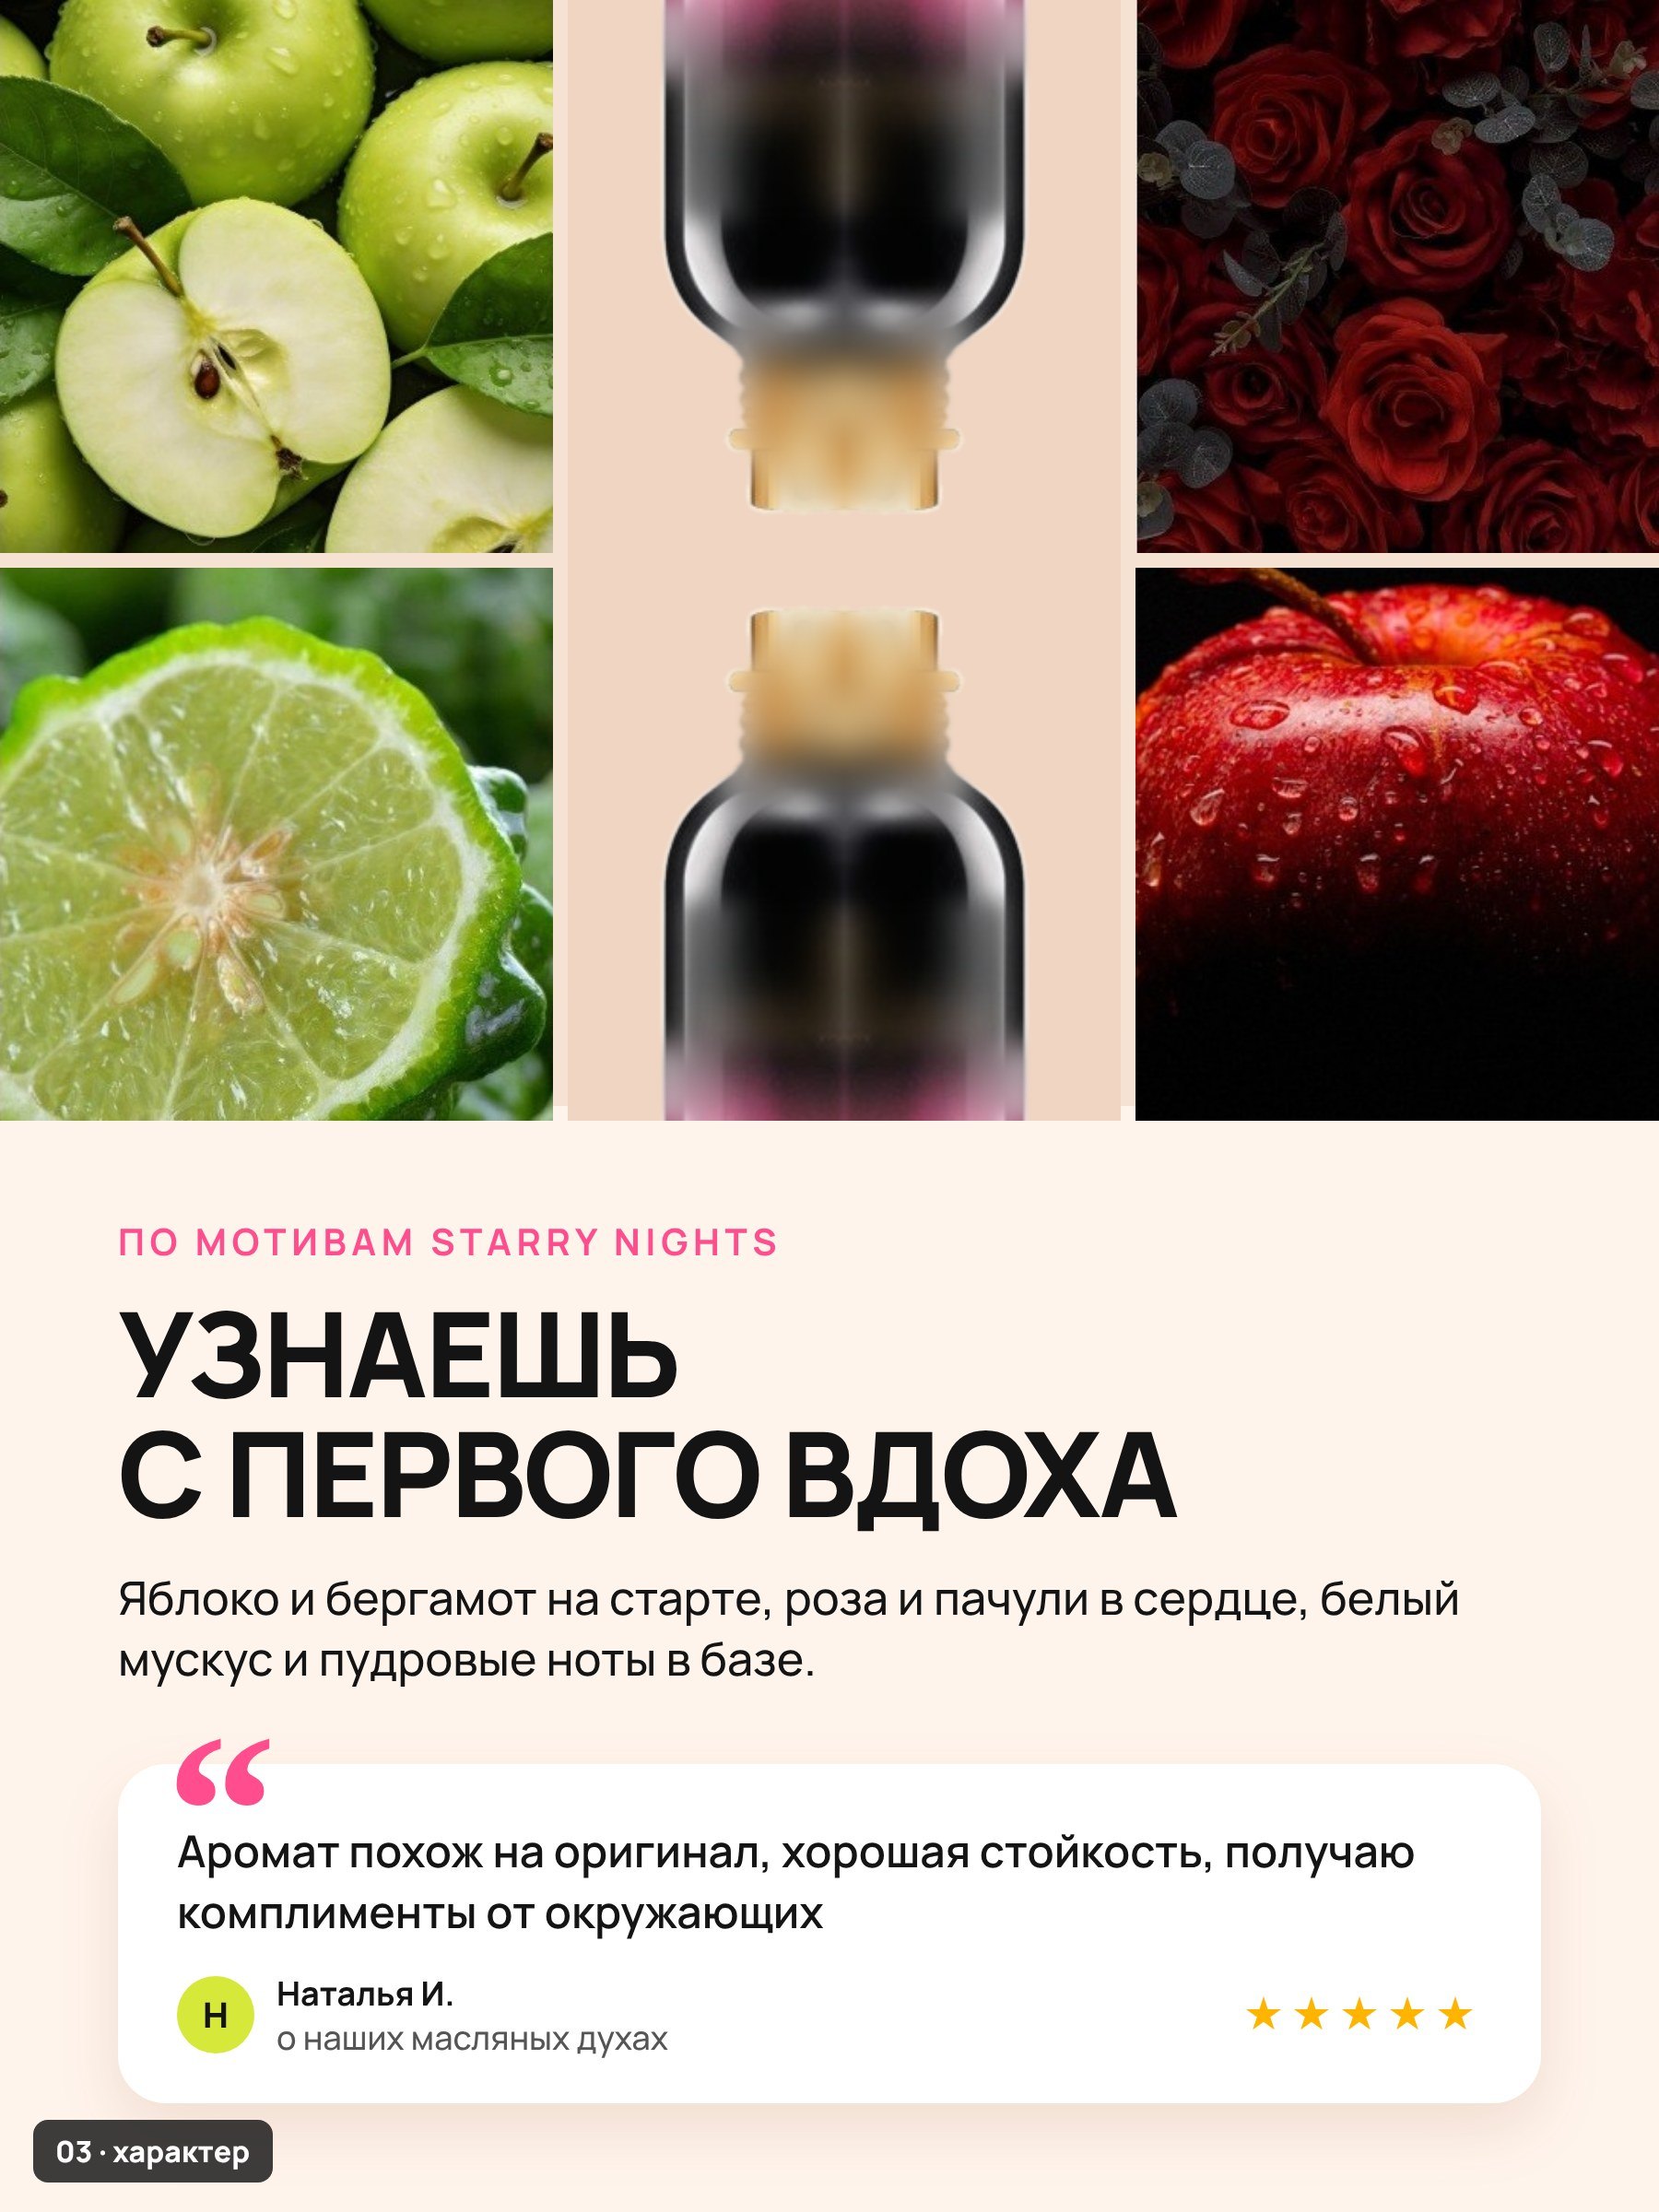 ПО МОТИВАМ STARRY NIGHTS
УЗНАЕШЬ
С ПЕРВОГО ВДОХА
Яблоко и бергамот на старте, роза и пачули в сердце, белый
мускус и пудровые ноты в базе.
“
Аромат похож на оригинал, хорошая стойкость, получаю
комплименты от окружающих
Н
Наталья И.
о наших масляных духах
★★★★★
03 · характер